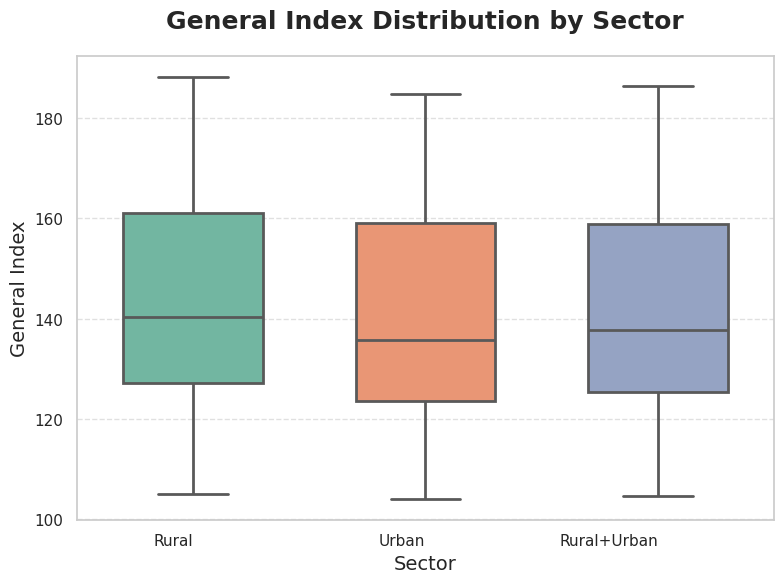 General Index Distribution by Sector
General Index
180
160
140
120
100
Rural
Urban
Rural+Urban
Sector